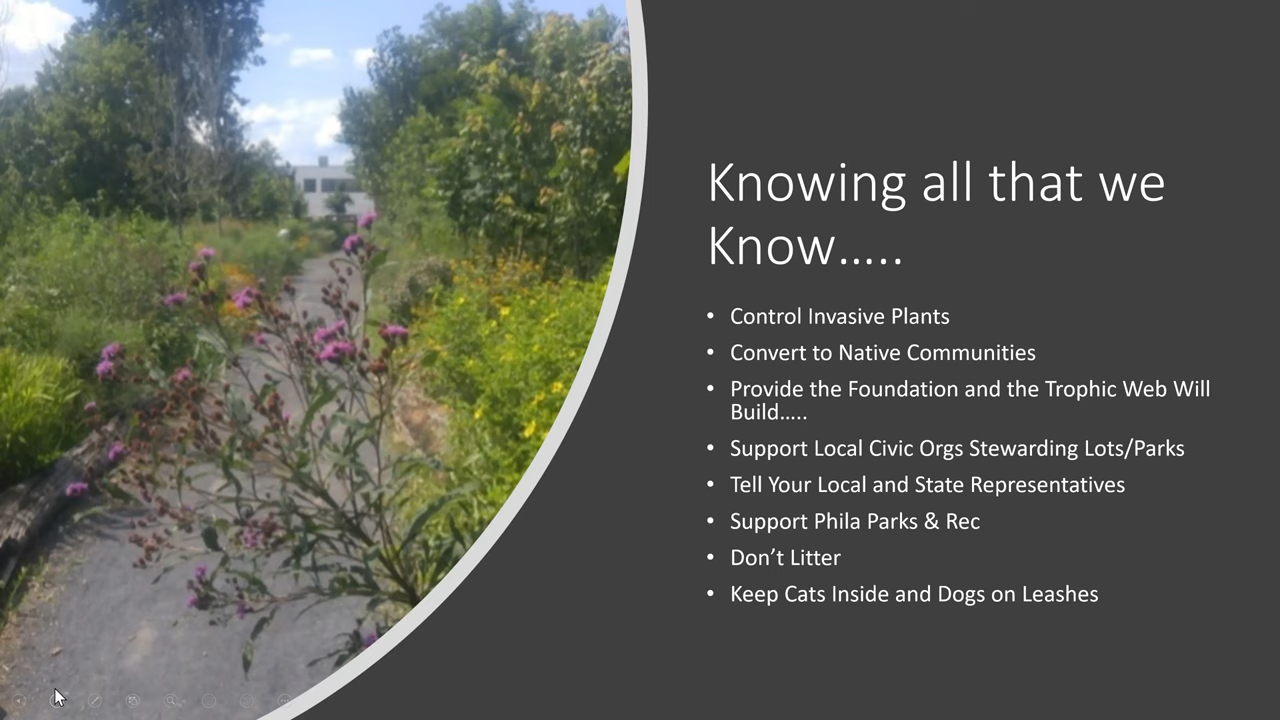 Knowing all that we
Know.....
• Control Invasive Plants
• Convert to Native Communities
• Provide the Foundation and the Trophic Web Will
Build.....
• Support Local Civic Orgs Stewarding Lots/Parks
• Tell Your Local and State Representatives
• Support Phila Parks & Rec
• Don’t Litter
• Keep Cats Inside and Dogs on Leashes